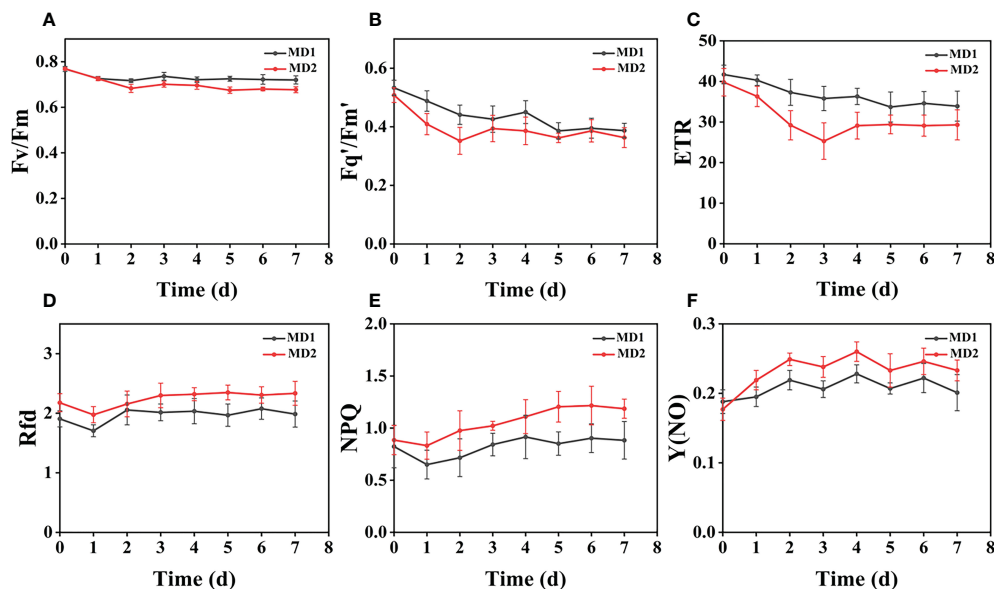 A
Fv/Fm
0.8
0.6
0.4
0.2
0.0
MD1
MD2
0 1 2 3 4 5 6 7 8
Time (d)
B
Fq'/Fm'
0.6
0.4
0.2
0.0
MD1
MD2
0 1 2 3 4 5 6 7 8
Time (d)
C
ETR
50
40
30
20
10
0
MD1
MD2
0 1 2 3 4 5 6 7 8
Time (d)
D
Rfd
3
2
1
0
MD1
MD2
0 1 2 3 4 5 6 7 8
Time (d)
E
NPQ
2.0
1.5
1.0
0.5
0.0
MD1
MD2
0 1 2 3 4 5 6 7 8
Time (d)
F
Y(NO)
0.3
0.2
0.1
0.0
MD1
MD2
0 1 2 3 4 5 6 7 8
Time (d)